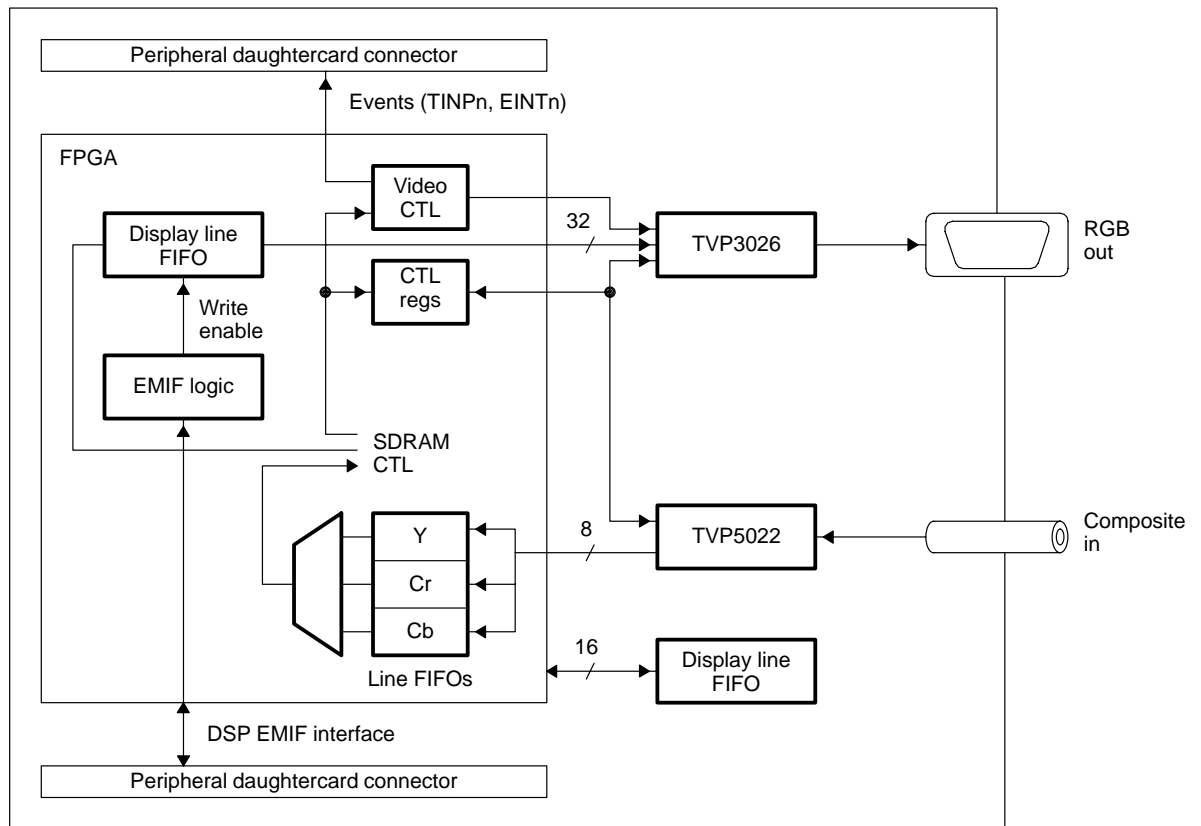 Peripheral daughtercard connector
Events (TINPn, EINTn)
FPGA
Video
CTL
Display line
FIFO
32
TVP3026
RGB
out
CTL
regs
Write
enable
EMIF logic
SDRAM
CTL
Y
Cr
Cb
Line FIFOs
8
TVP5022
Composite
in
16
Display line
FIFO
DSP EMIF interface
Peripheral daughtercard connector